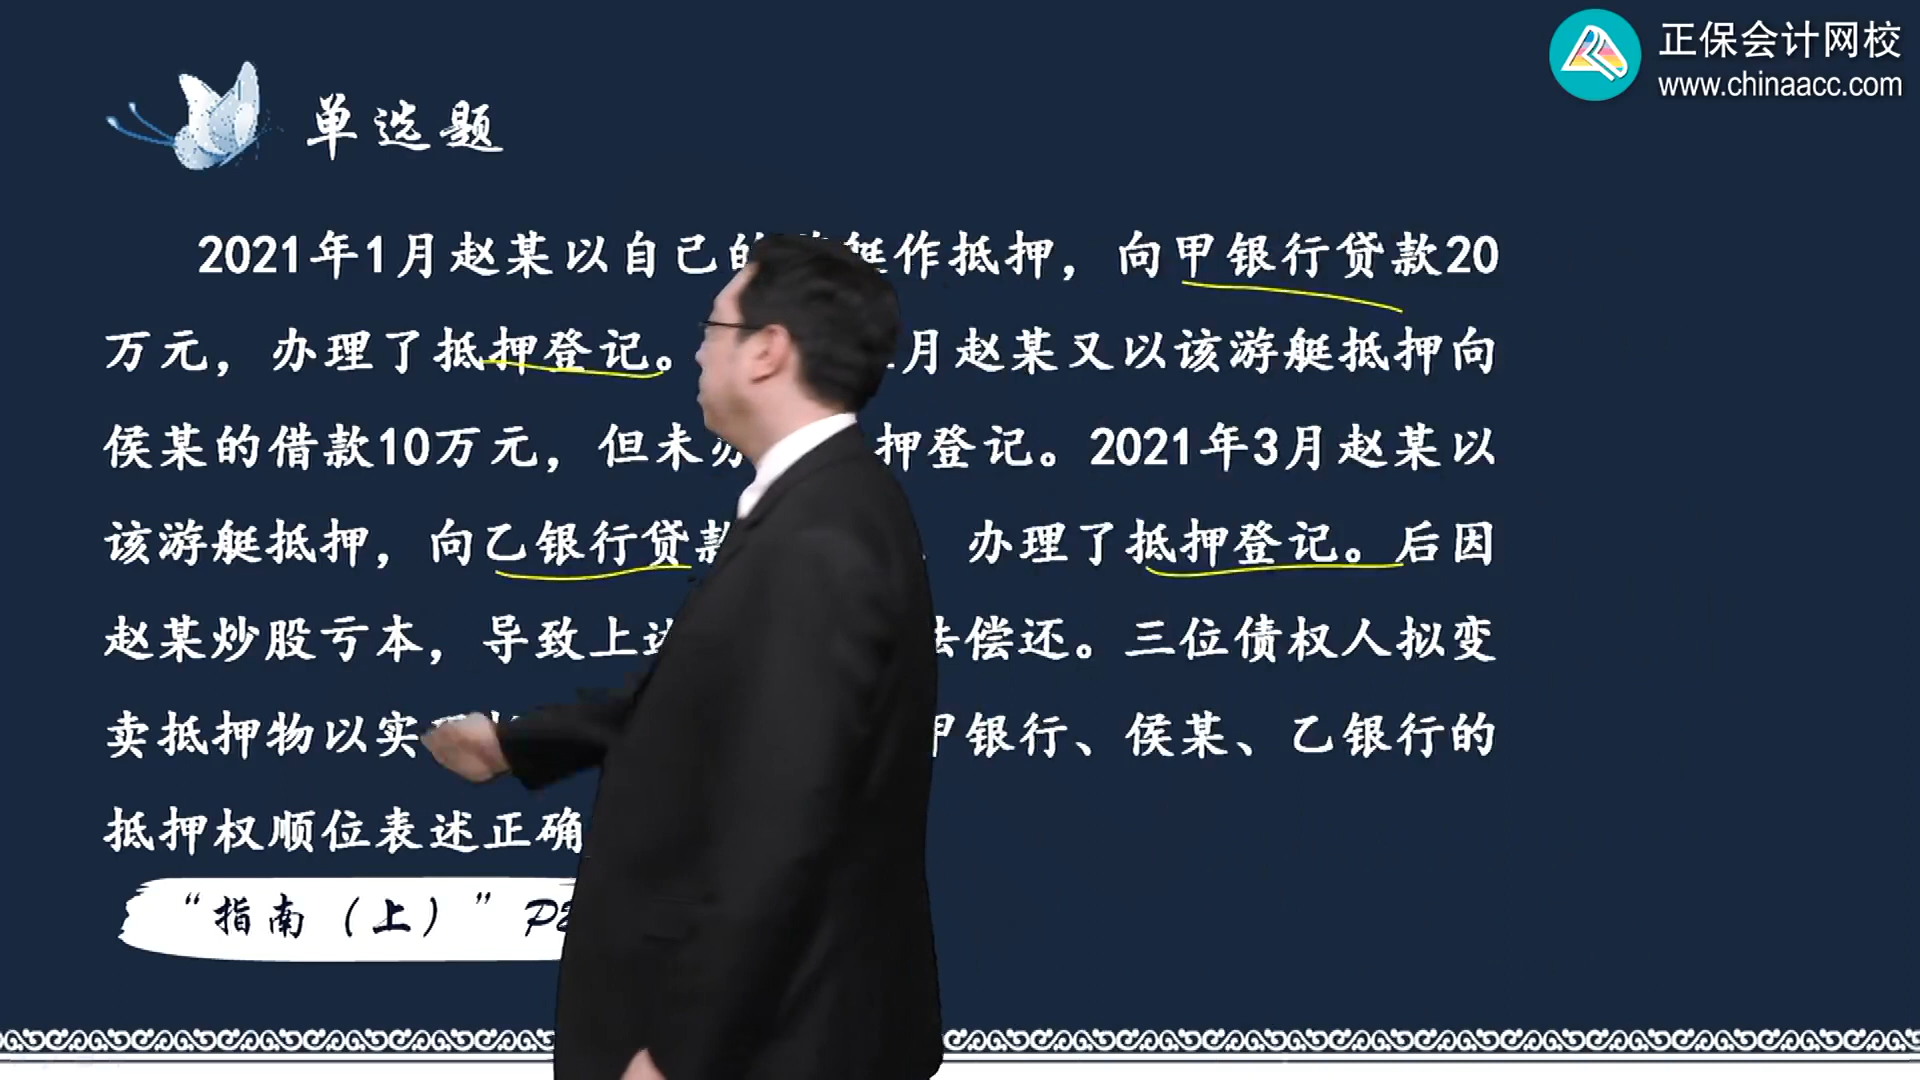 正保会计网校
www.chinaacc.com
单选题
2021年1月赵某以自己的 艇作抵押，向甲银行贷款20
万元，办理了抵押登记。 月赵某又以该游艇抵押向
侯某的借款10万元，但未办 押登记。2021年3月赵某以
该游艇抵押，向乙银行贷款 办理了抵押登记。后因
赵某炒股亏本，导致上述 法偿还。三位债权人拟变
卖抵押物以实 甲银行、侯某、乙银行的
抵押权顺位表述正确
“指南（上）”P